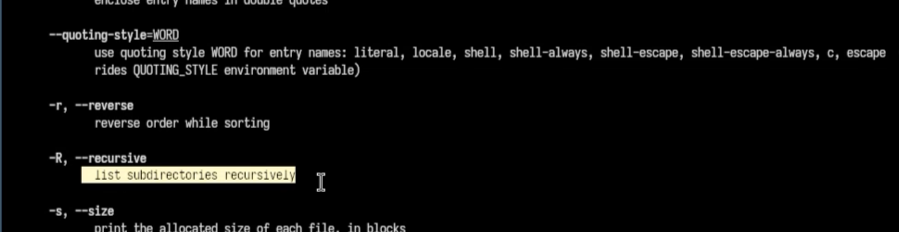 enclose entry names in double quotes
--quoting-style=WORD
use quoting style WORD for entry names: literal, locale, shell, shell-always, shell-escape, shell-escape-always, c, escape
rides QUOTING_STYLE environment variable)
-r, --reverse
reverse order while sorting
-R, --recursive
list subdirectories recursively
-s, --size
print the allocated size of each file, in blocks